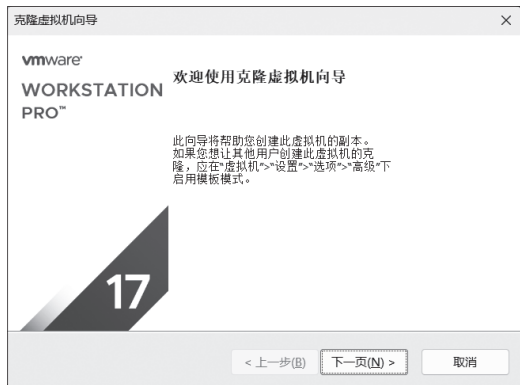 克隆虚拟机向导
vmware
WORKSTATION
PRO™
欢迎使用克隆虚拟机向导
此向导将帮助您创建此虚拟机的副本。
如果您想让其他用户创建此虚拟机的克
隆，应在"虚拟机">"设置">"选项">"高级"下
启用模板模式。
17
< 上一步(B)
下一页(N) >
取消